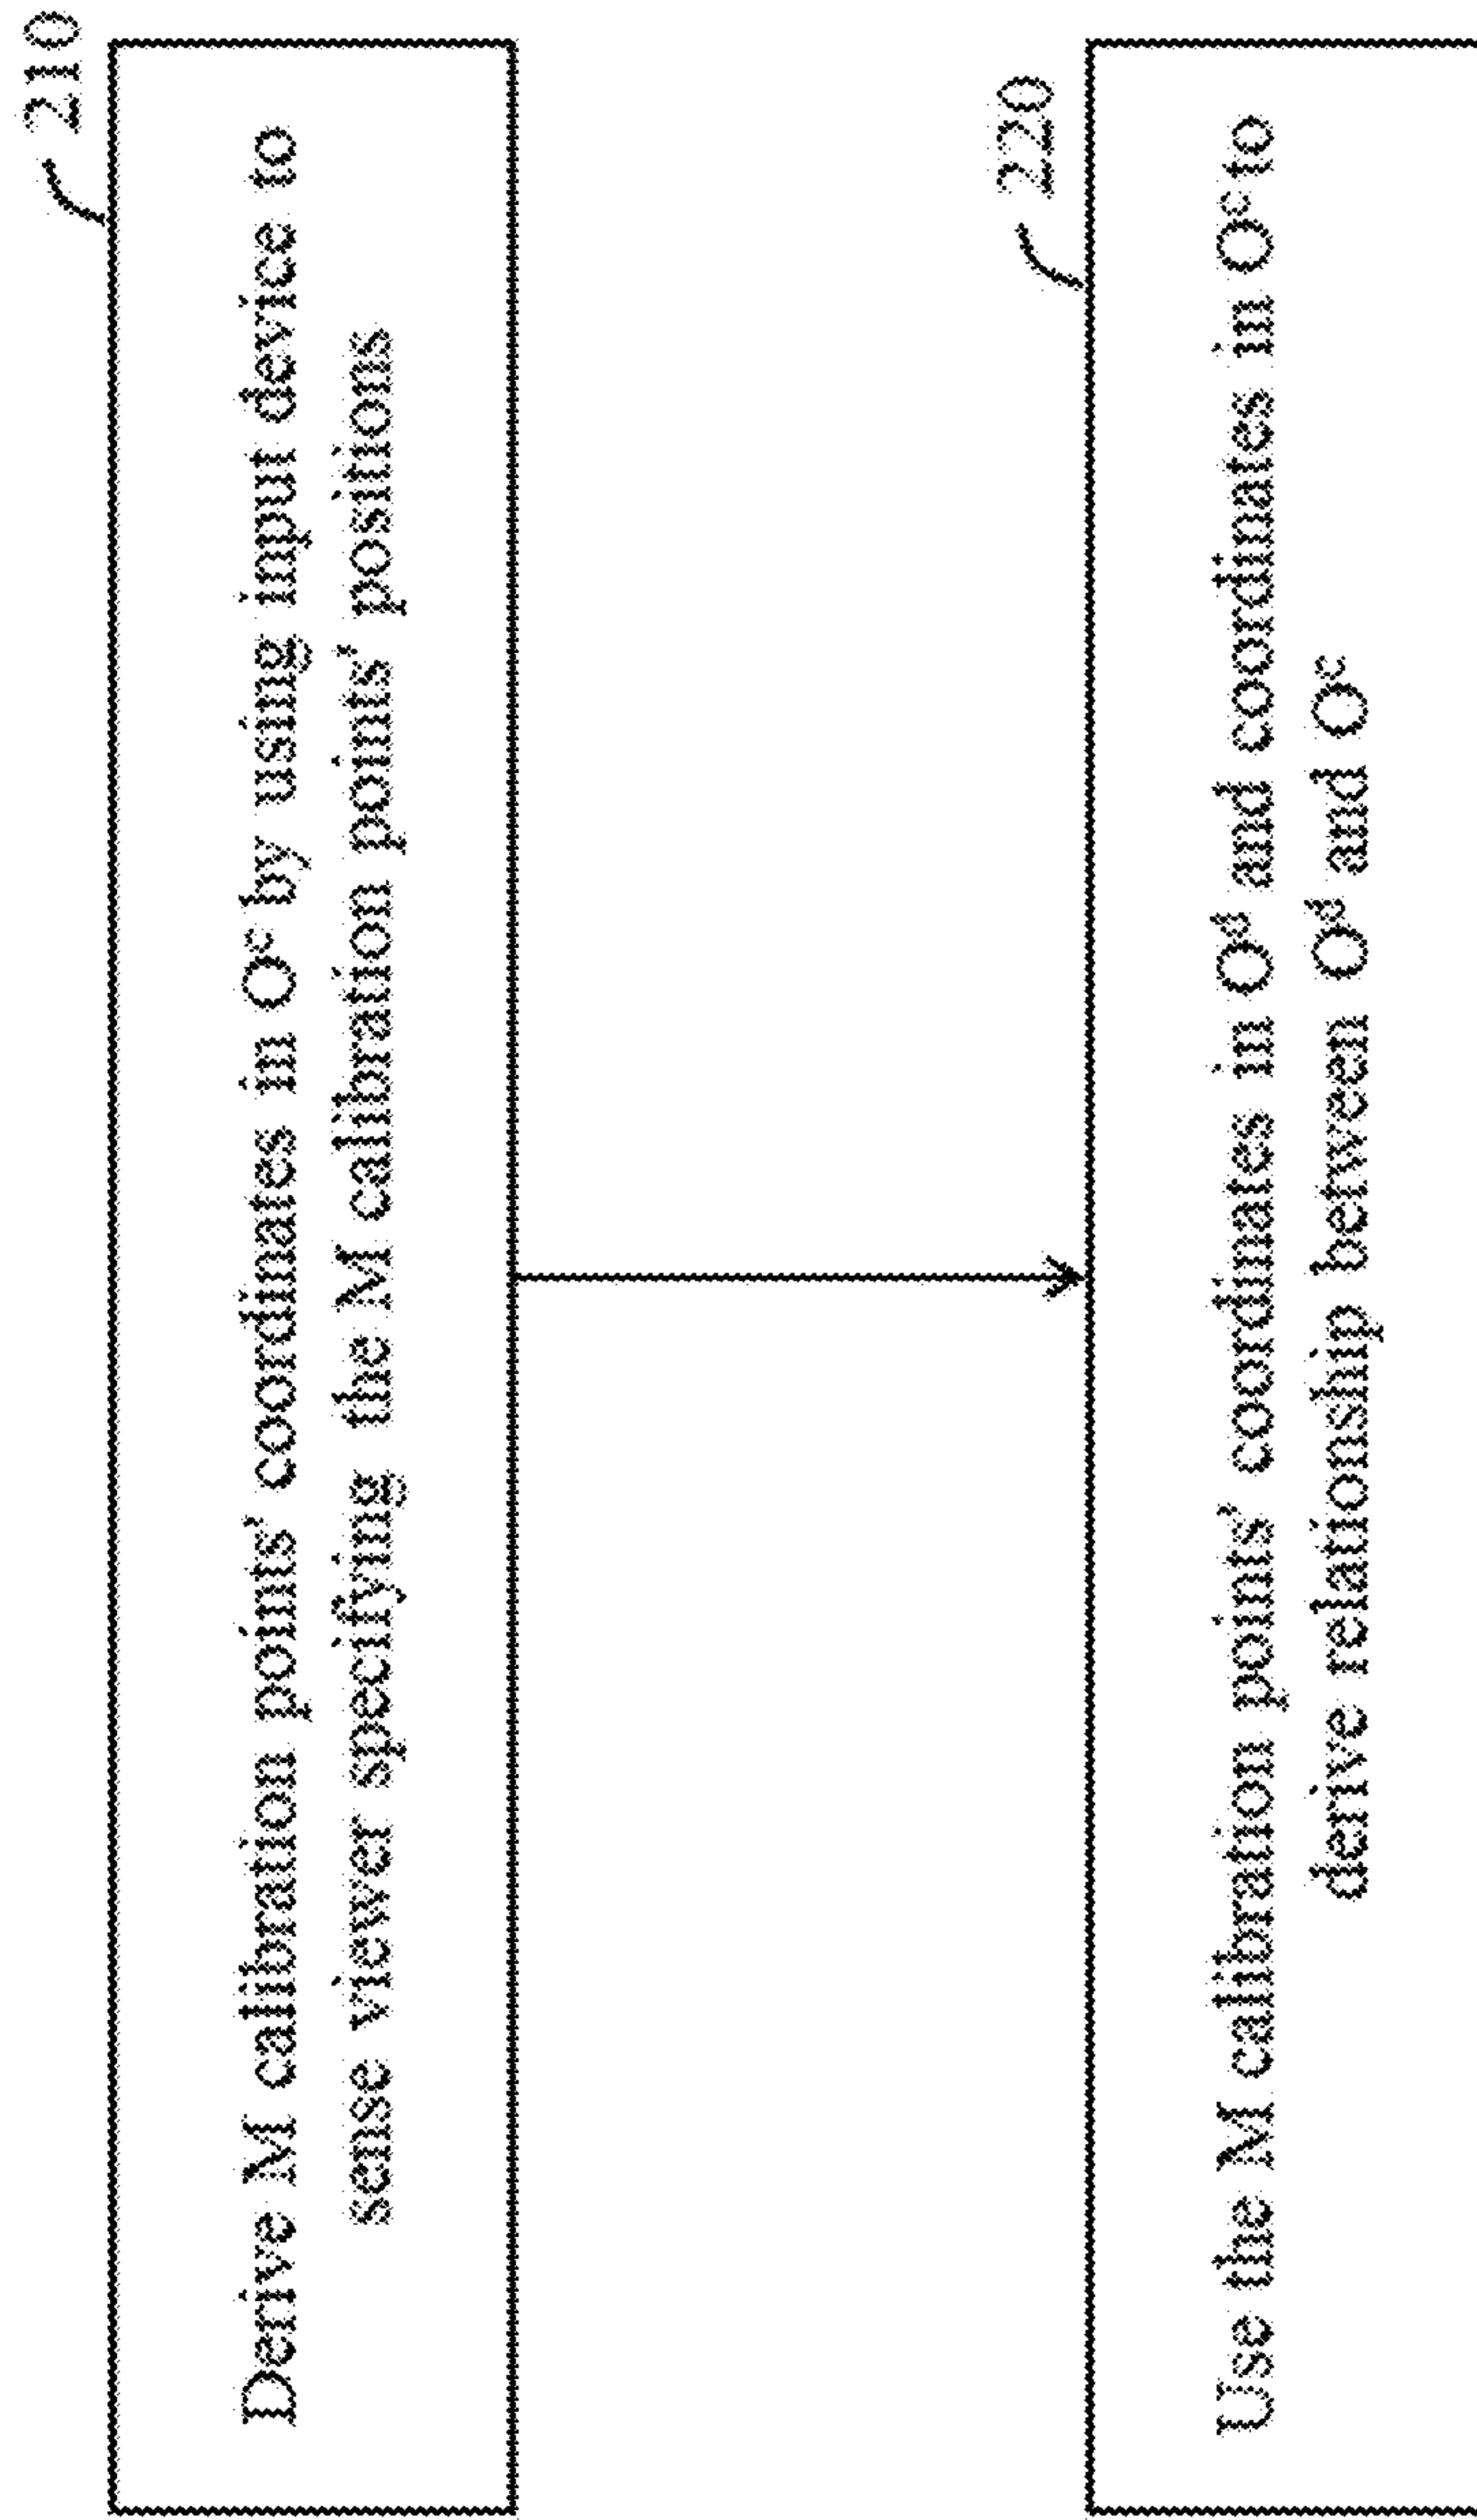 210
Derive M calibration points' coordinates in Oᶜ by using input device to
sense viewer specifying the M calibration points' positions
220
Use the M calibration points' coordinates in Oᵈ and coordinates in Oᶜ to
derive relationship between Oᵈ and Oᶜ